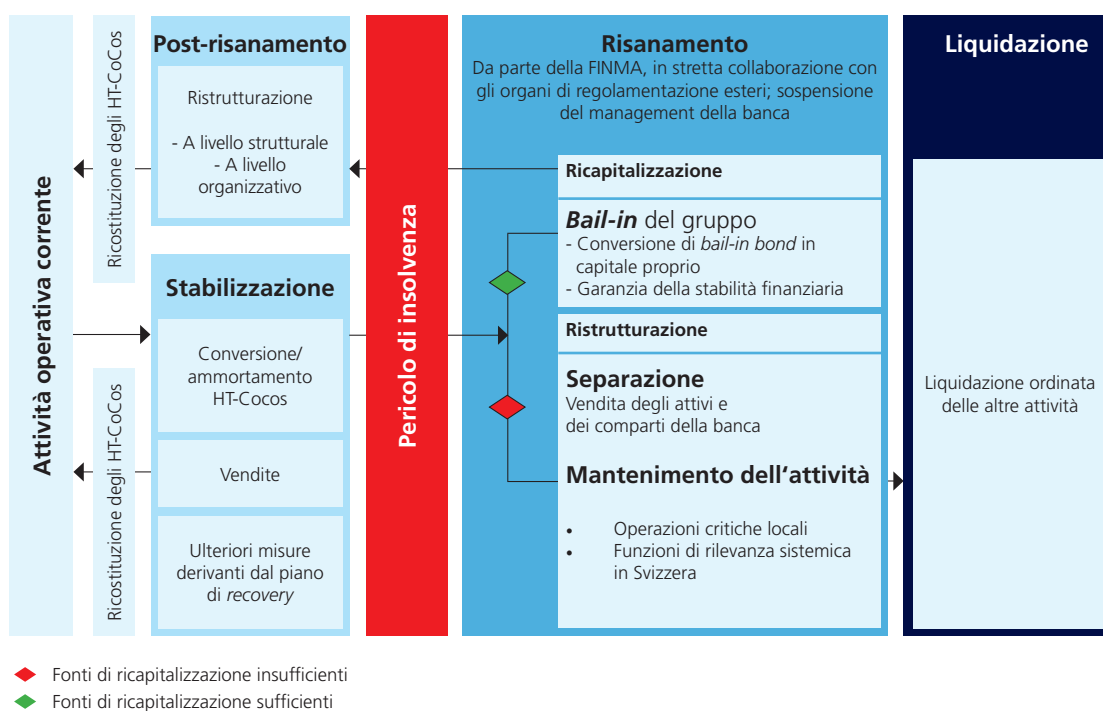 Attività operativa corrente
Ricostituzione degli HT-CoCos
Ricostituzione degli HT-CoCos
Post-risanamento
Ristrutturazione
- A livello strutturale
- A livello
organizzativo
Stabilizzazione
Conversione/
ammortamento
HT-Cocos
Vendite
Ulteriori misure
derivanti dal piano
di recovery
Pericolo di insolvenza
Risanamento
Da parte della FINMA, in stretta collaborazione con
gli organi di regolamentazione esteri; sospensione
del management della banca
Ricapitalizzazione
Bail-in del gruppo
- Conversione di bail-in bond in
capitale proprio
- Garanzia della stabilità finanziaria
Ristrutturazione
Separazione
Vendita degli attivi e
dei comparti della banca
Mantenimento dell‘attività
• Operazioni critiche locali
• Funzioni di rilevanza sistemica
in Svizzera
Liquidazione
Liquidazione ordinata
delle altre attività
Fonti di ricapitalizzazione insufficienti
Fonti di ricapitalizzazione sufficienti